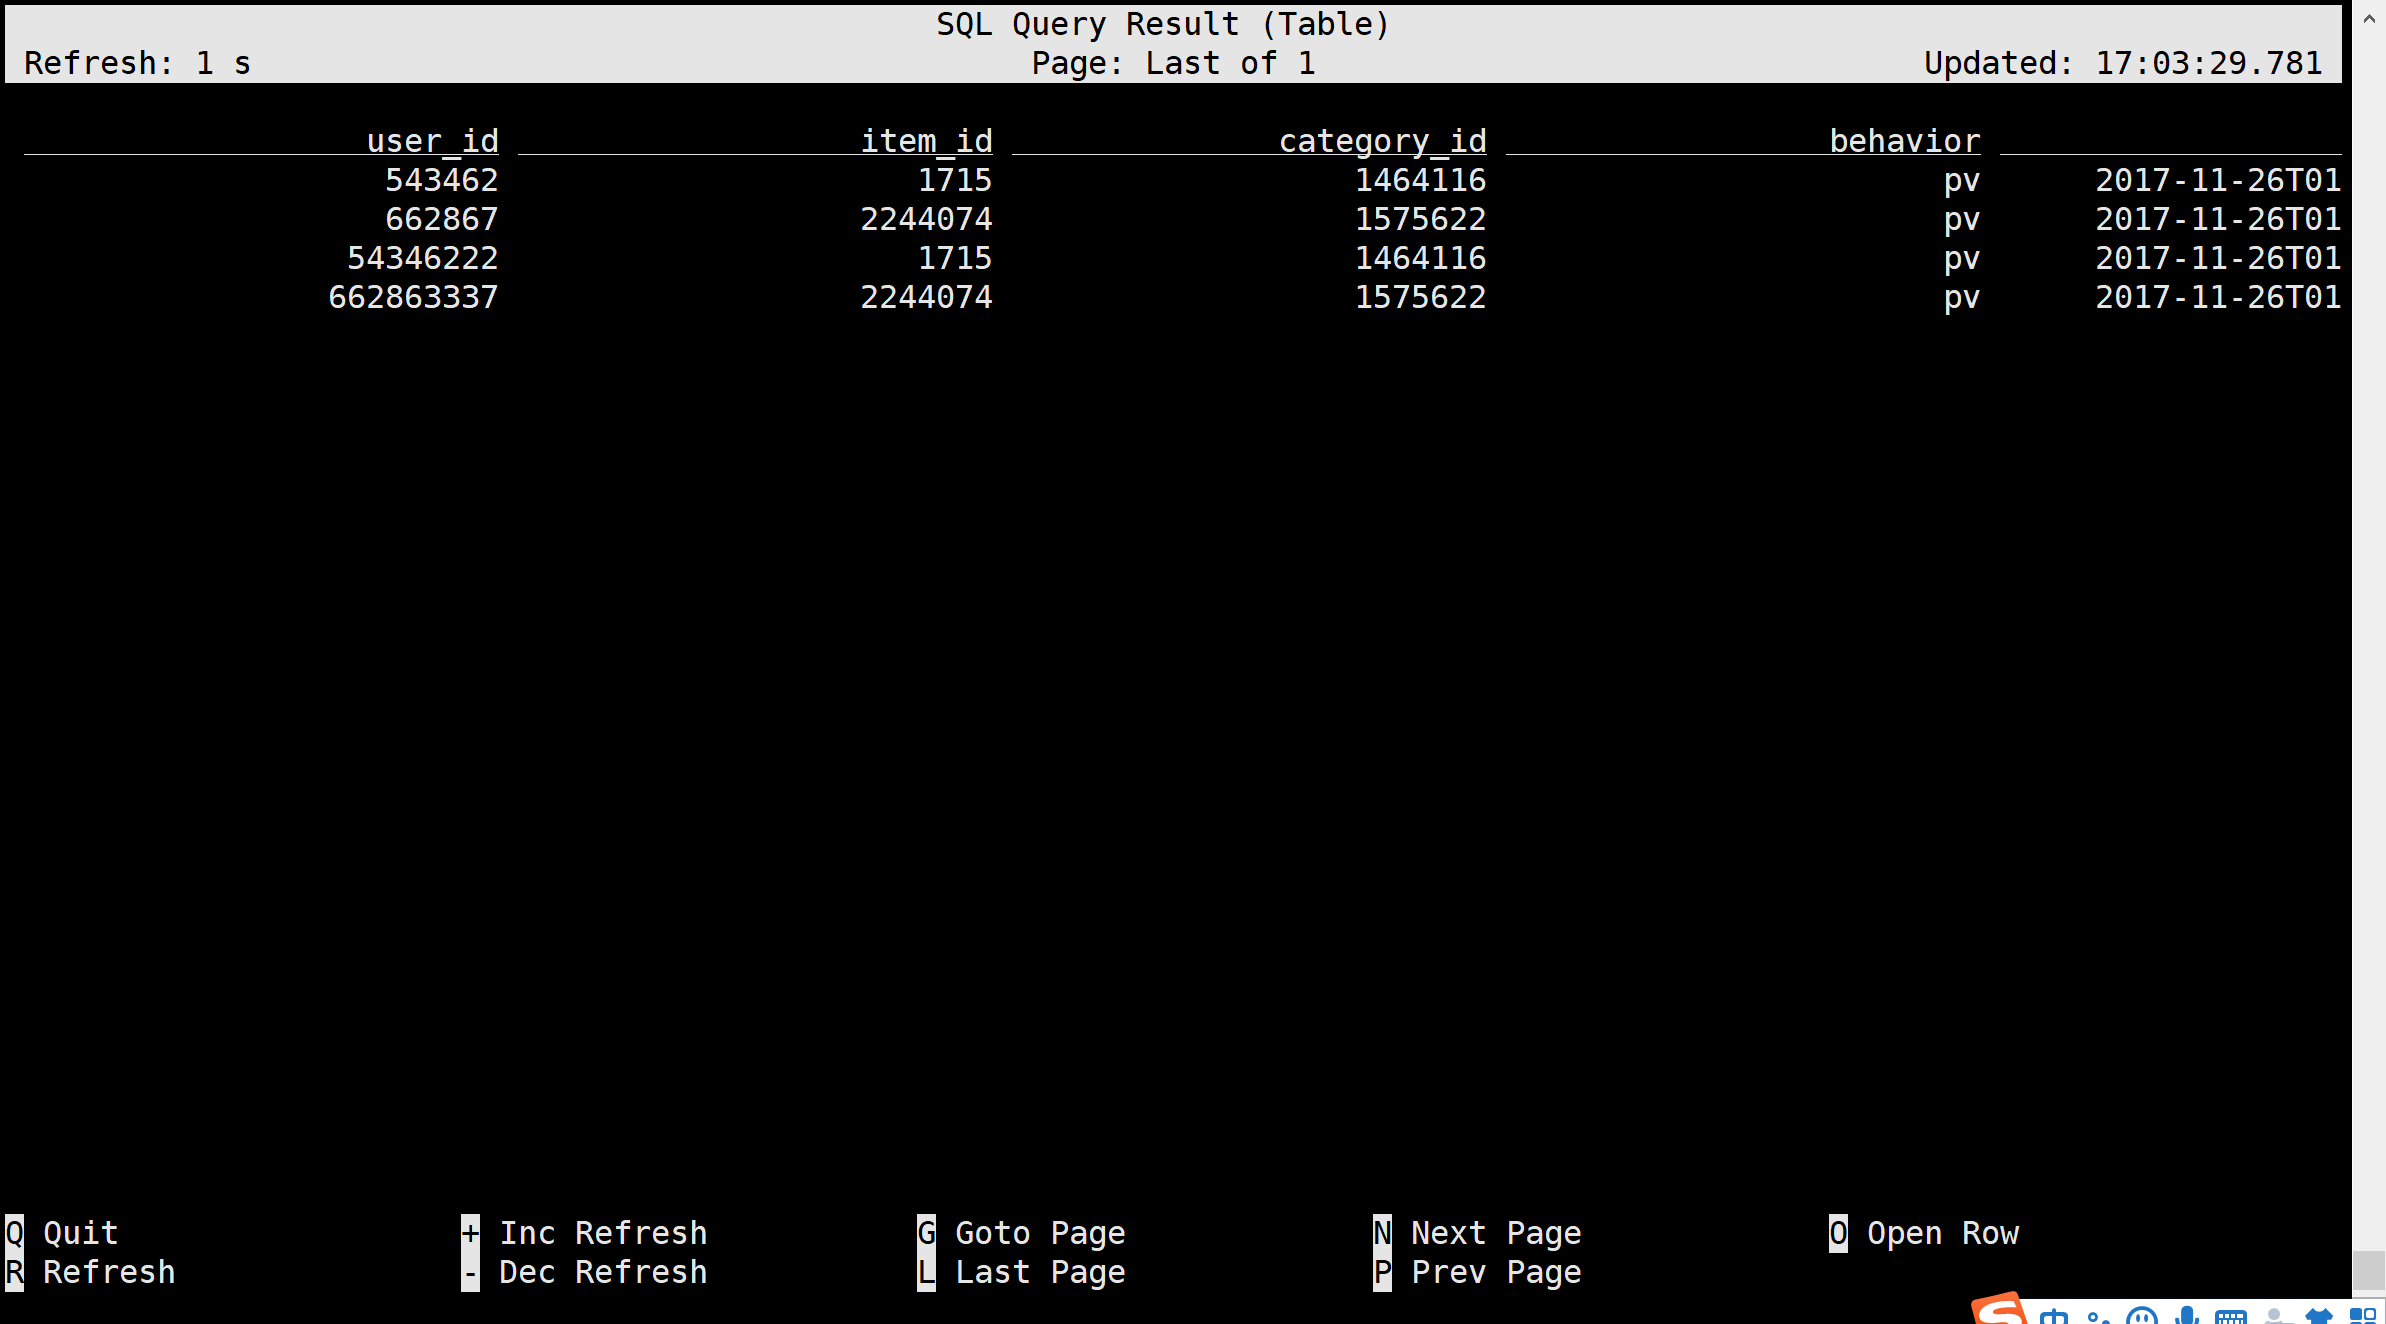 SQL Query Result (Table)
Refresh: 1 s Page: Last of 1 Updated: 17:03:29.781
user_id item_id category_id behavior
543462 1715 1464116 pv 2017-11-26T01
662867 2244074 1575622 pv 2017-11-26T01
54346222 1715 1464116 pv 2017-11-26T01
662863337 2244074 1575622 pv 2017-11-26T01
Q Quit + Inc Refresh G Goto Page N Next Page O Open Row
R Refresh - Dec Refresh L Last Page P Prev Page